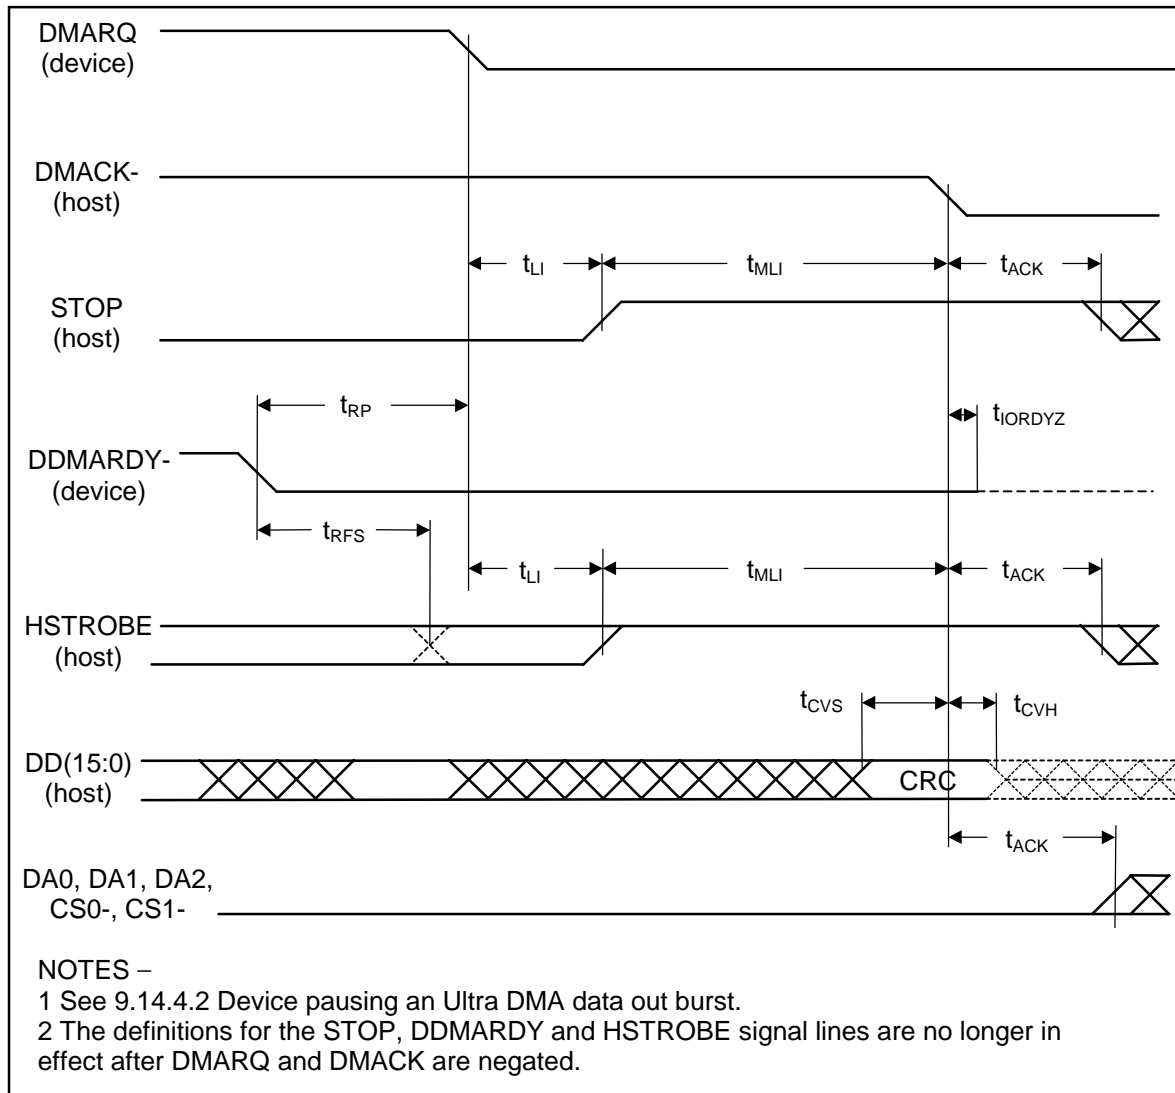 DMARQ
(device)
DMACK-
(host)
tLI
tMLI
tACK
STOP
(host)
tRP
tIORDYZ
DDMARDY-
(device)
tRFS
tLI
tMLI
tACK
HSTROBE
(host)
tCVS
tCVH
DD(15:0)
(host)
CRC
tACK
DA0, DA1, DA2,
CS0-, CS1-
NOTES –
1 See 9.14.4.2 Device pausing an Ultra DMA data out burst.
2 The definitions for the STOP, DDMARDY and HSTROBE signal lines are no longer in
effect after DMARQ and DMACK are negated.